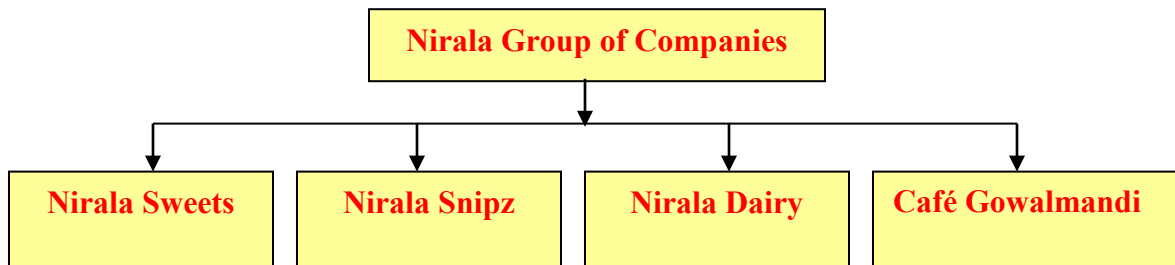 Nirala Group of Companies
Nirala Sweets
Nirala Snipz
Nirala Dairy
Café Gowalmandi